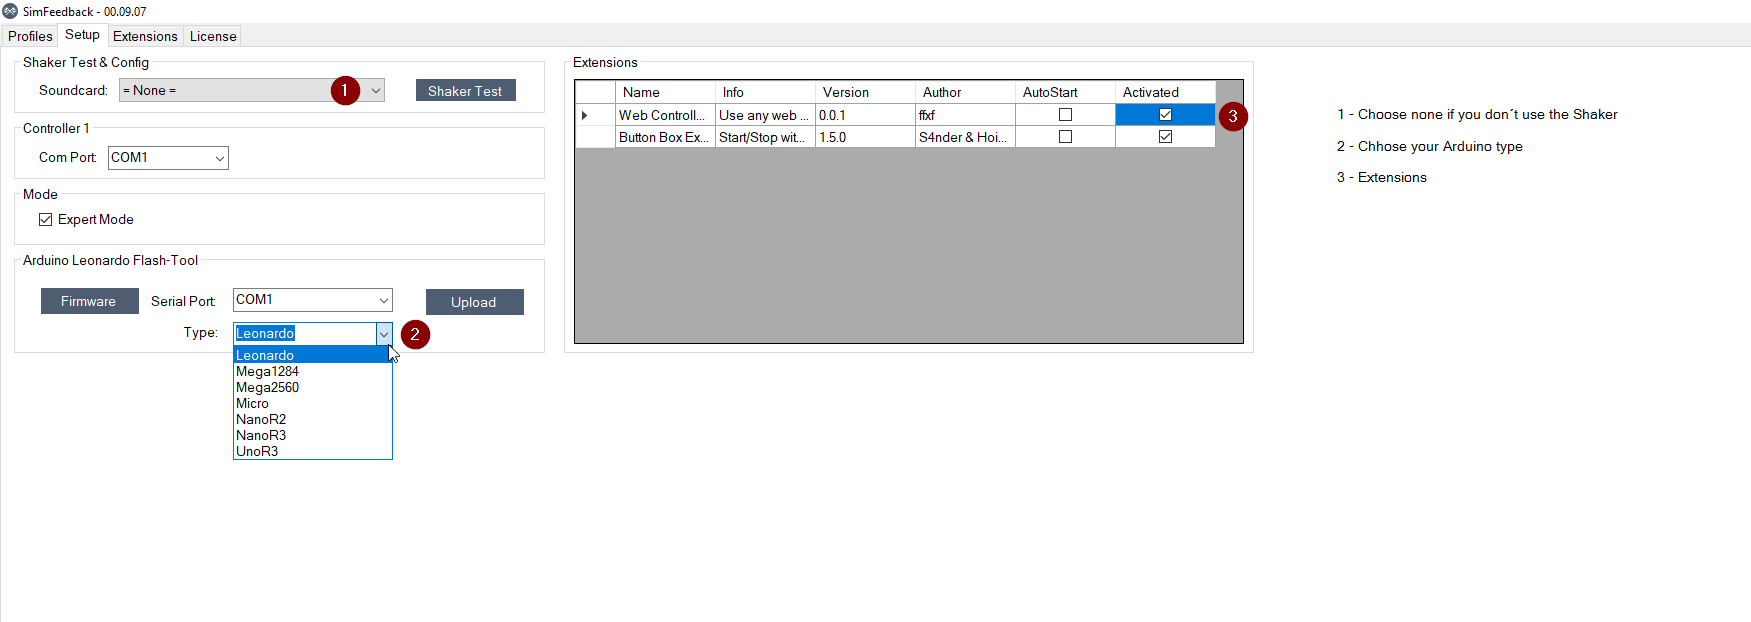 SimFeedback - 00.09.07
Profiles Setup Extensions License
Shaker Test & Config
Soundcard: = None = 1 Shaker Test
Controller 1
Com Port: COM1
Mode
Expert Mode
Arduino Leonardo Flash-Tool
Firmware Serial Port: COM1 Upload
Type: Leonardo 2
Leonardo
Mega1284
Mega2560
Micro
NanoR2
NanoR3
UnoR3
Extensions
Name Info Version Author AutoStart Activated
Web Controll... Use any web ... 0.0.1 ffxf 3
Button Box Ex... Start/Stop wit... 1.5.0 S4nder & Hoi...
1 - Choose none if you don´t use the Shaker
2 - Chhose your Arduino type
3 - Extensions